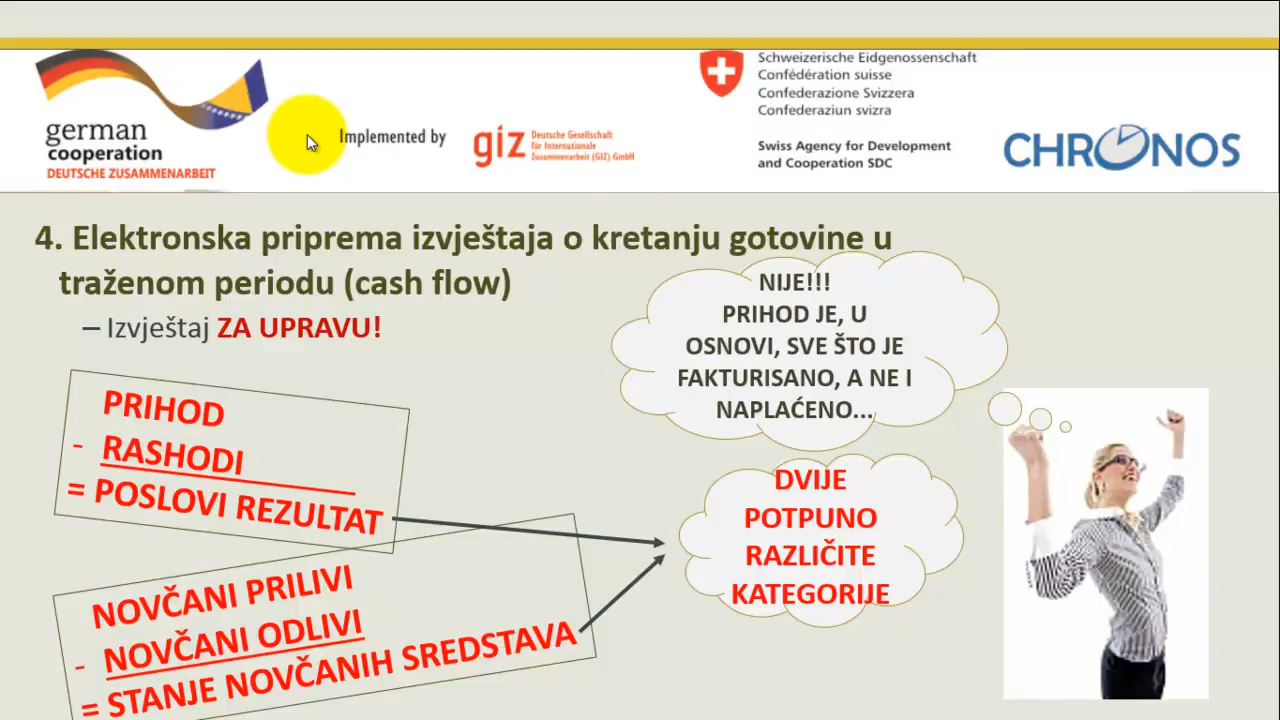 german
cooperation
DEUTSCHE ZUSAMMENARBEIT
Implemented by
giz
Deutsche Gesellschaft
für Internationale
Zusammenarbeit (GIZ) GmbH
Schweizerische Eidgenossenschaft
Confédération suisse
Confederazione Svizzera
Confederaziun svizra
Swiss Agency for Development
and Cooperation SDC
CHRONOS
4. Elektronska priprema izvještaja o kretanju gotovine u
traženom periodu (cash flow)
– Izvještaj ZA UPRAVU!
NIJE!!!
PRIHOD JE, U
OSNOVI, SVE ŠTO JE
FAKTURISANO, A NE I
NAPLAĆENO...
PRIHOD
- RASHODI
= POSLOVI REZULTAT
DVIJE
POTPUNO
RAZLIČITE
KATEGORIJE
NOVČANI PRILIVI
- NOVČANI ODLIVI
= STANJE NOVČANIH SREDSTAVA